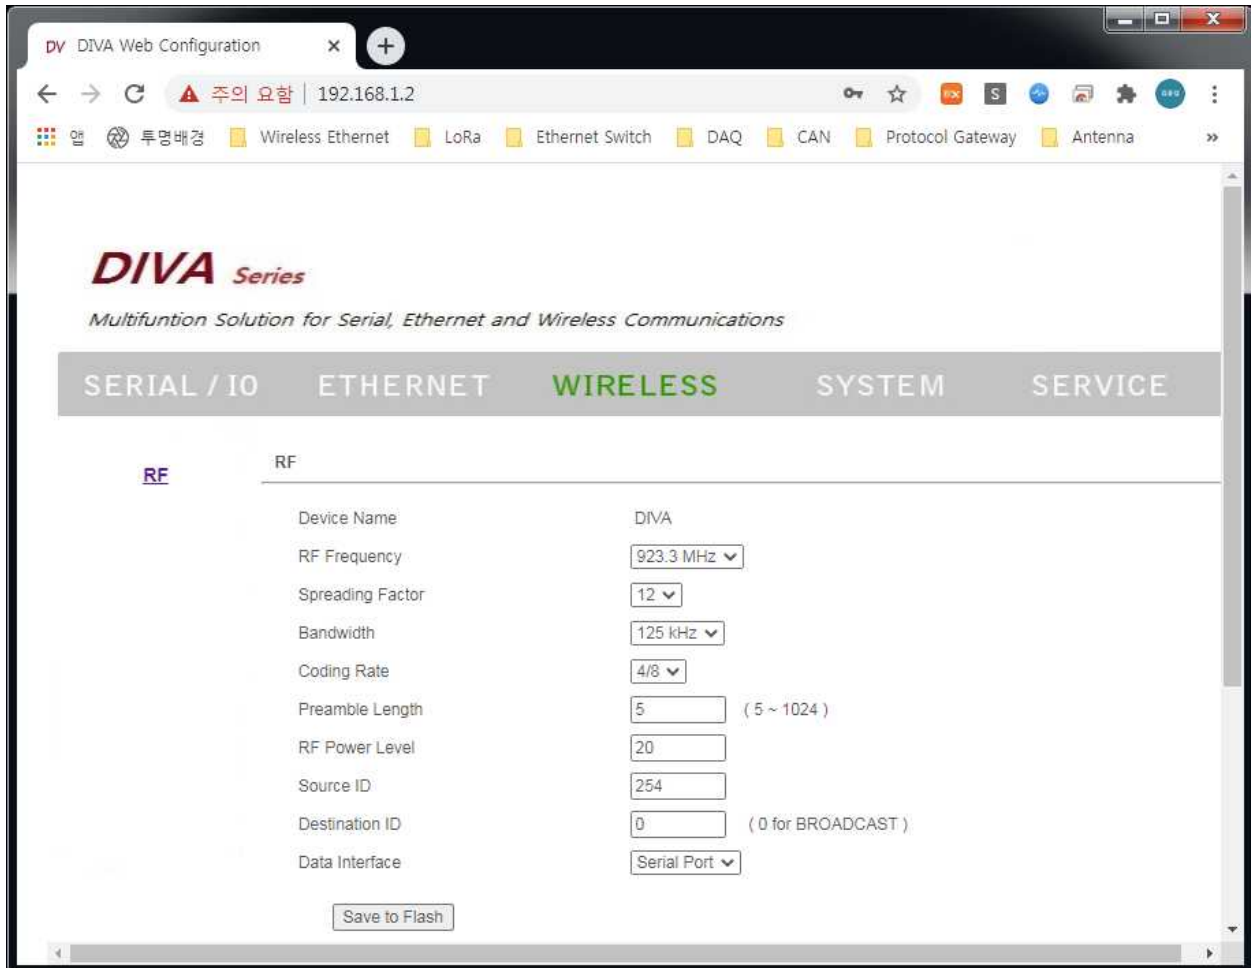 DV DIVA Web Configuration
주의 요함 192.168.1.2
앱 투명배경 Wireless Ethernet LoRa Ethernet Switch DAQ CAN Protocol Gateway Antenna »
DIVA Series
Multifuntion Solution for Serial, Ethernet and Wireless Communications
SERIAL / IO ETHERNET WIRELESS SYSTEM SERVICE
RF
RF
Device Name DIVA
RF Frequency 923.3 MHz
Spreading Factor 12
Bandwidth 125 kHz
Coding Rate 4/8
Preamble Length 5 ( 5 ~ 1024 )
RF Power Level 20
Source ID 254
Destination ID 0 ( 0 for BROADCAST )
Data Interface Serial Port
Save to Flash